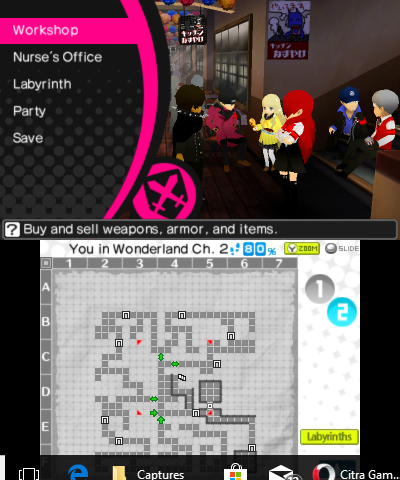 Workshop
Nurse's Office
Labyrinth
Party
Save
? Buy and sell weapons, armor, and items.
You in Wonderland Ch. 2 80% Y ZOOM SLIDE
1 2 3 4 5 6 7
A
B
C
D
E
F
1
2
Labyrinths
Captures
Citra Gam...